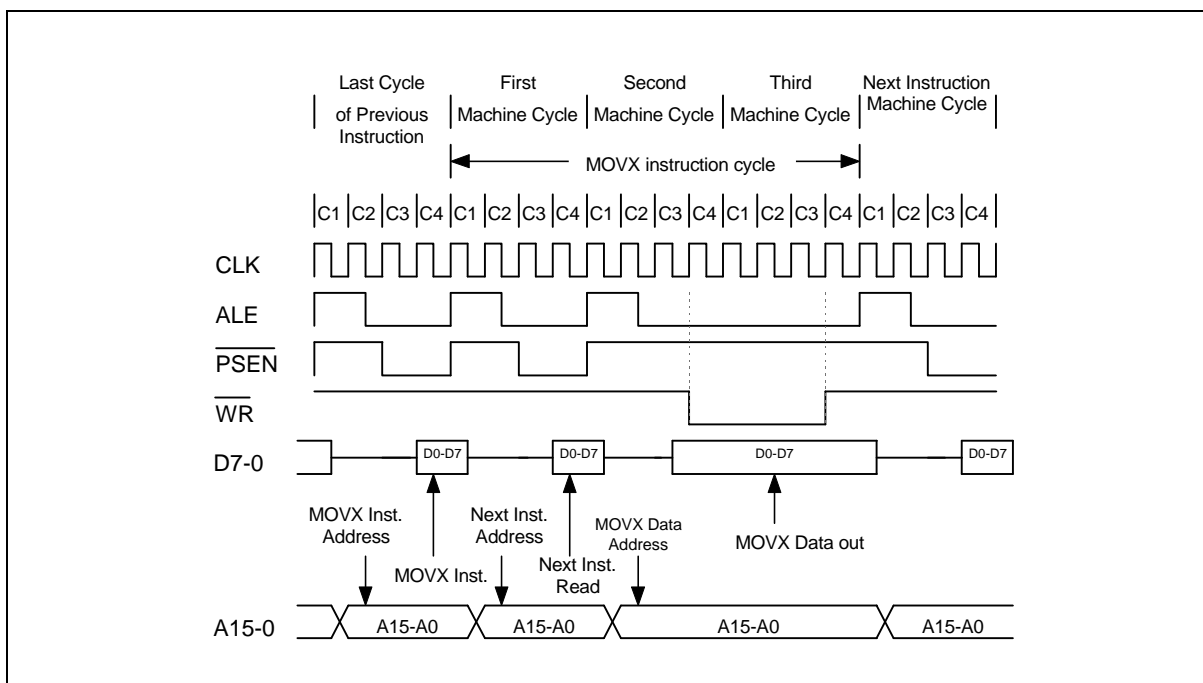 Last Cycle
of Previous
Instruction
First
Machine Cycle
Second
Machine Cycle
Third
Machine Cycle
Next Instruction
Machine Cycle
MOVX instruction cycle
C1 C2 C3 C4 C1 C2 C3 C4 C1 C2 C3 C4 C1 C2 C3 C4 C1 C2 C3 C4
CLK
ALE
PSEN
WR
D7-0
D0-D7 D0-D7 D0-D7 D0-D7
MOVX Inst.
Address
MOVX Inst.
Next Inst.
Address
Next Inst.
Read
MOVX Data
Address
MOVX Data out
A15-0
A15-A0 A15-A0 A15-A0 A15-A0